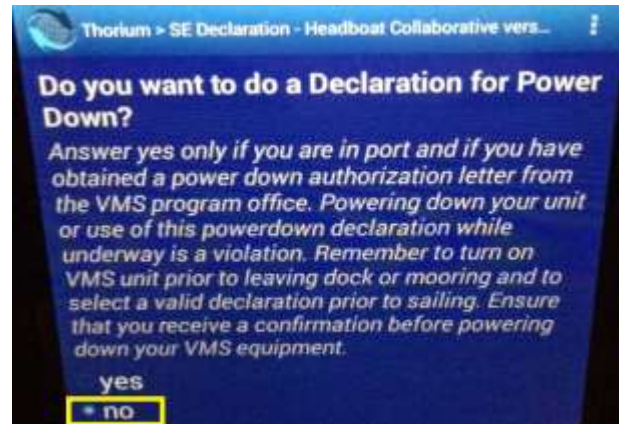 Thorium > SE Declaration - Headboat Collaborative vers...
Do you want to do a Declaration for Power
Down?
Answer yes only if you are in port and if you have
obtained a power down authorization letter from
the VMS program office. Powering down your unit
or use of this powerdown declaration while
underway is a violation. Remember to turn on
VMS unit prior to leaving dock or mooring and to
select a valid declaration prior to sailing. Ensure
that you receive a confirmation before powering
down your VMS equipment.
yes
no